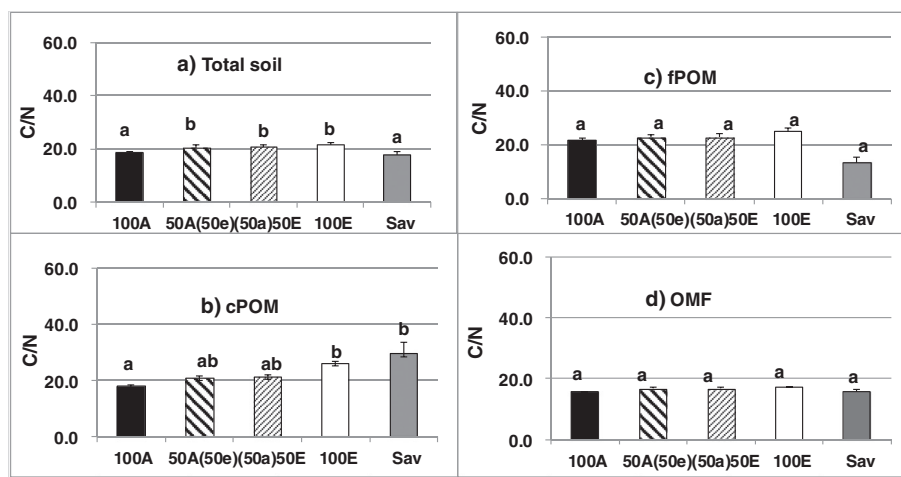 60.0
a) Total soil
40.0
C/N
a b b b a
20.0
0.0
100A 50A(50e) (50a)50E 100E Sav
60.0
c) fPOM
40.0
C/N
a a a a a
20.0
0.0
100A 50A(50e) (50a)50E 100E Sav
60.0
b) cPOM
40.0
C/N
a ab ab b b
20.0
0.0
100A 50A(50e) (50a)50E 100E Sav
60.0
d) OMF
40.0
C/N
a a a a a
20.0
0.0
100A 50A(50e) (50a)50E 100E Sav